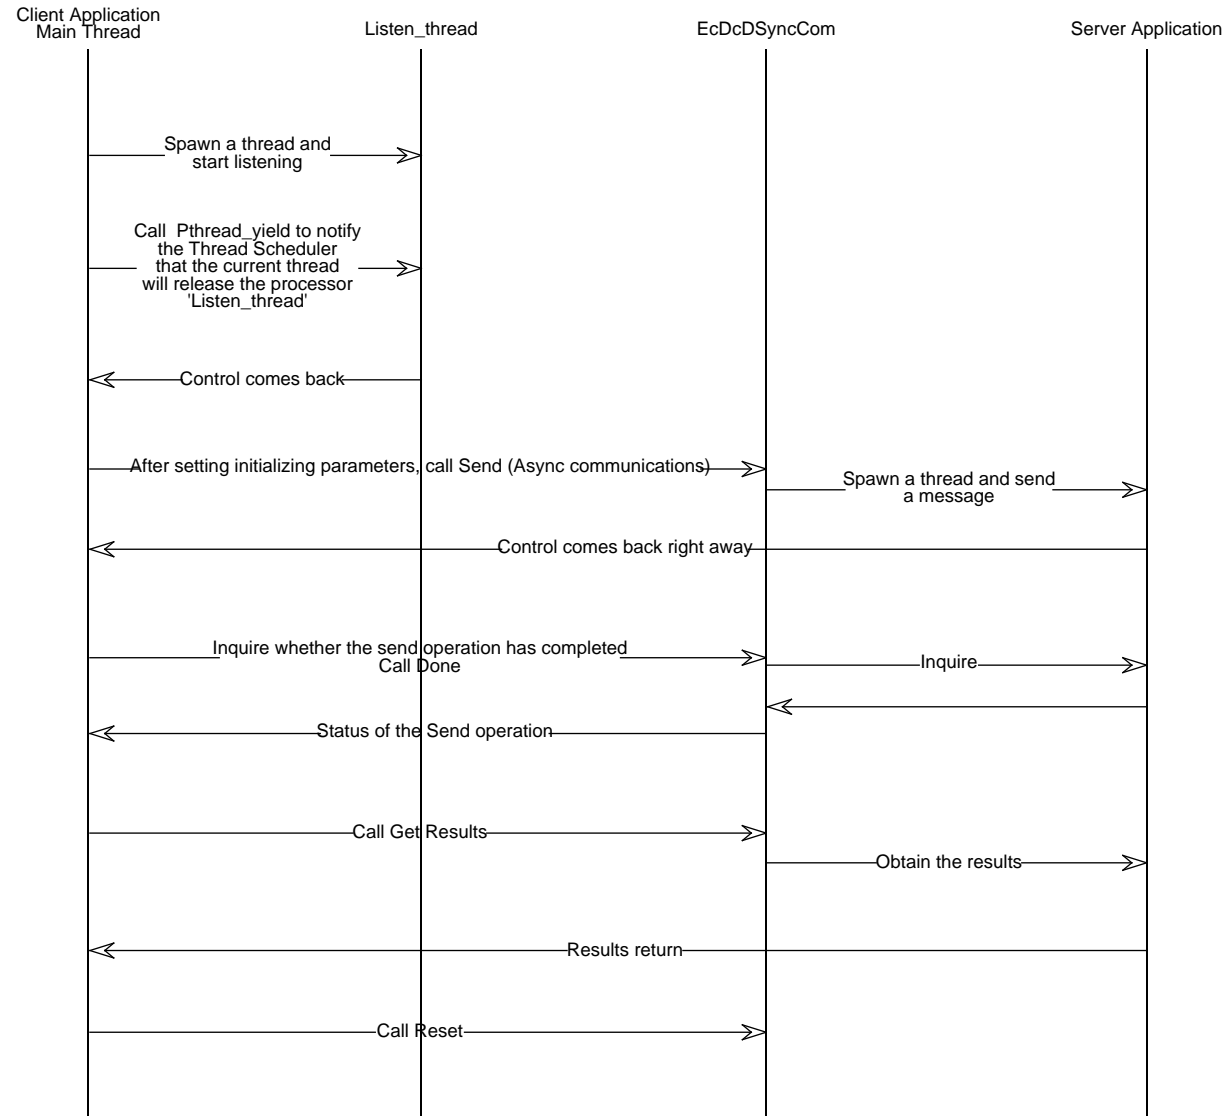 Client Application
Main Thread
Listen_thread
EcDcDSyncCom
Server Application
Spawn a thread and
start listening
Call  Pthread_yield to notify
the Thread Scheduler
that the current thread
will release the processor
'Listen_thread'
Control comes back
After setting initializing parameters, call Send (Async communications)
Spawn a thread and send
a message
Control comes back right away
Inquire whether the send operation has completed
Call Done
Inquire
Status of the Send operation
Call Get Results
Obtain the results
Results return
Call Reset